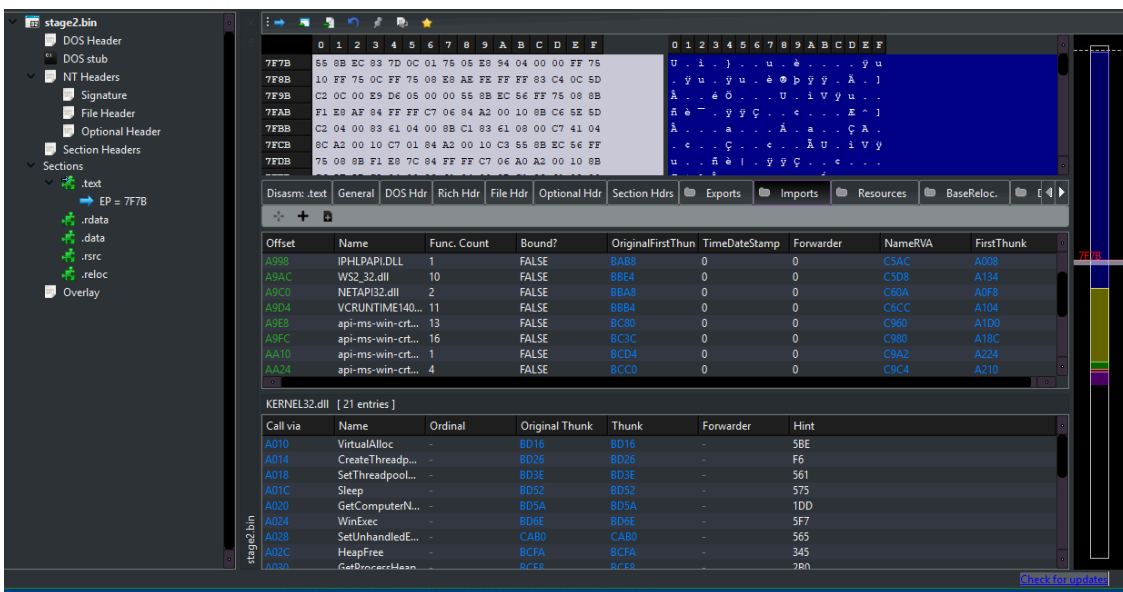 stage2.bin
DOS Header
DOS stub
NT Headers
Signature
File Header
Optional Header
Section Headers
Sections
.text
EP = 7F7B
.rdata
.data
.rsrc
.reloc
Overlay
0 1 2 3 4 5 6 7 8 9 A B C D E F 0 1 2 3 4 5 6 7 8 9 A B C D E F
7F7B 55 8B EC 83 7D 0C 01 75 05 E8 94 04 00 00 FF 75 U . ì . } . . u . è . . . . ÿ u
7F8B 10 FF 75 0C FF 75 08 E8 AE FE FF FF 83 C4 0C 5D . ÿ u . ÿ u . è ® þ ÿ ÿ . Ä . ]
7F9B C2 0C 00 E9 D6 05 00 00 55 8B EC 56 FF 75 08 8B Â . . é Ö . . . U . ì V ÿ u . .
7FAB F1 E8 AF 84 FF FF C7 06 84 A2 00 10 8B C6 5E 5D ñ è ¯ . ÿ ÿ Ç . . ¢ . . . Æ ^ ]
7FBB C2 04 00 83 61 04 00 8B C1 83 61 08 00 C7 41 04 Â . . . a . . . Á . a . . Ç A .
7FCB 8C A2 00 10 C7 01 84 A2 00 10 C3 55 8B EC 56 FF . ¢ . . Ç . . ¢ . . Ã U . ì V ÿ
7FDB 75 08 8B F1 E8 7C 84 FF FF C7 06 A0 A2 00 10 8B u . . ñ è | . ÿ ÿ Ç . . ¢ . . .
Disasm: .text General DOS Hdr Rich Hdr File Hdr Optional Hdr Section Hdrs Exports Imports Resources BaseReloc.
Offset Name Func. Count Bound? OriginalFirstThun TimeDateStamp Forwarder NameRVA FirstThunk
A998 IPHLPAPI.DLL 1 FALSE BAB8 0 0 C5AC A008
A9AC WS2_32.dll 10 FALSE BBE4 0 0 C5D8 A134
A9C0 NETAPI32.dll 2 FALSE BBA8 0 0 C60A A0F8
A9D4 VCRUNTIME140... 11 FALSE BBB4 0 0 C6CC A104
A9E8 api-ms-win-crt... 13 FALSE BC80 0 0 C960 A1D0
A9FC api-ms-win-crt... 16 FALSE BC3C 0 0 C980 A18C
AA10 api-ms-win-crt... 1 FALSE BCD4 0 0 C9A2 A224
AA24 api-ms-win-crt... 4 FALSE BCC0 0 0 C9C4 A210
KERNEL32.dll [ 21 entries ]
Call via Name Ordinal Original Thunk Thunk Forwarder Hint
A010 VirtualAlloc - BD16 BD16 - 5BE
A014 CreateThreadp... - BD26 BD26 - F6
A018 SetThreadpool... - BD3E BD3E - 561
A01C Sleep - BD52 BD52 - 575
A020 GetComputerN... - BD5A BD5A - 1DD
A024 WinExec - BD6E BD6E - 5F7
A028 SetUnhandledE... - CAB0 CAB0 - 565
A02C HeapFree - BCFA BCFA - 345
A030 GetProcessHeap - BCE8 BCE8 - 2B0
stage2.bin
7F7B
Check for updates